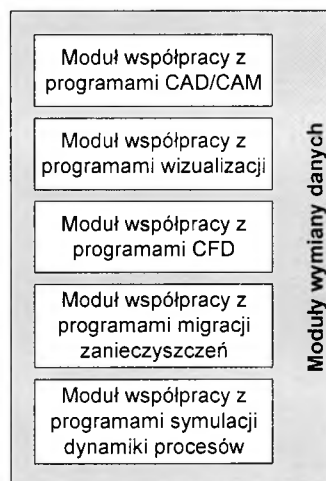 Moduł współpracy z
programami CAD/CAM
Moduł współpracy z
programami wizualizacji
Moduł współpracy z
programami CFD
Moduł współpracy z
programami migracji
zanieczyszczeń
Moduł współpracy z
programami symulacji
dynamiki procesów
Moduły wymiany danych